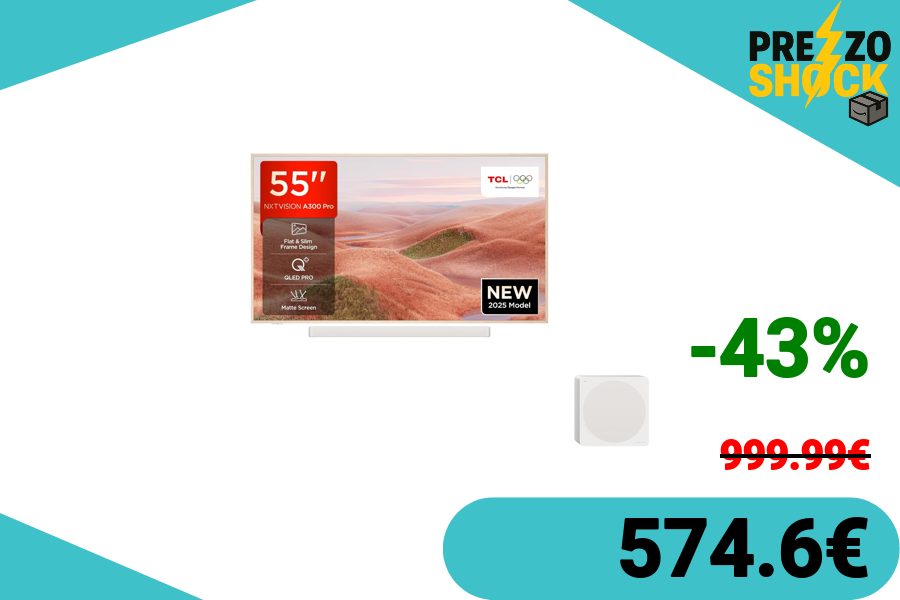 PREZZO
SHOCK
55"
NXTVISION A300 Pro
TCL
Flat & Slim
Frame Design
QLED PRO
Matte Screen
NEW
2025 Model
-43%
999.99€
574.6€